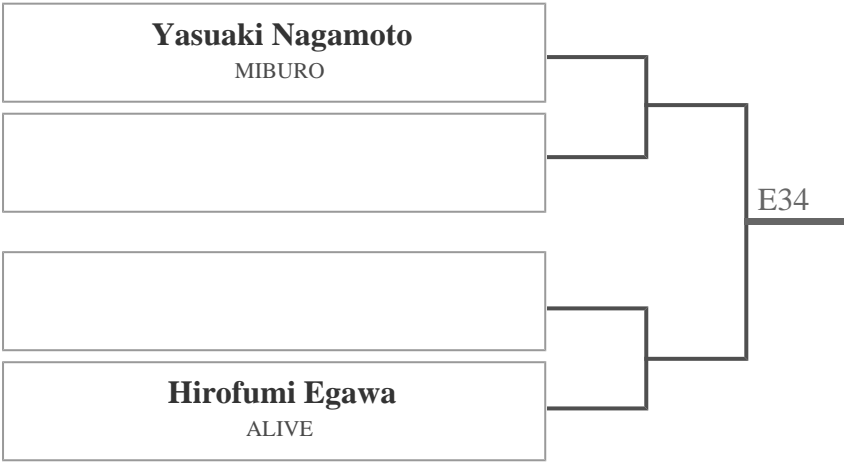 Yasuaki Nagamoto
MIBURO
E34
Hirofumi Egawa
ALIVE